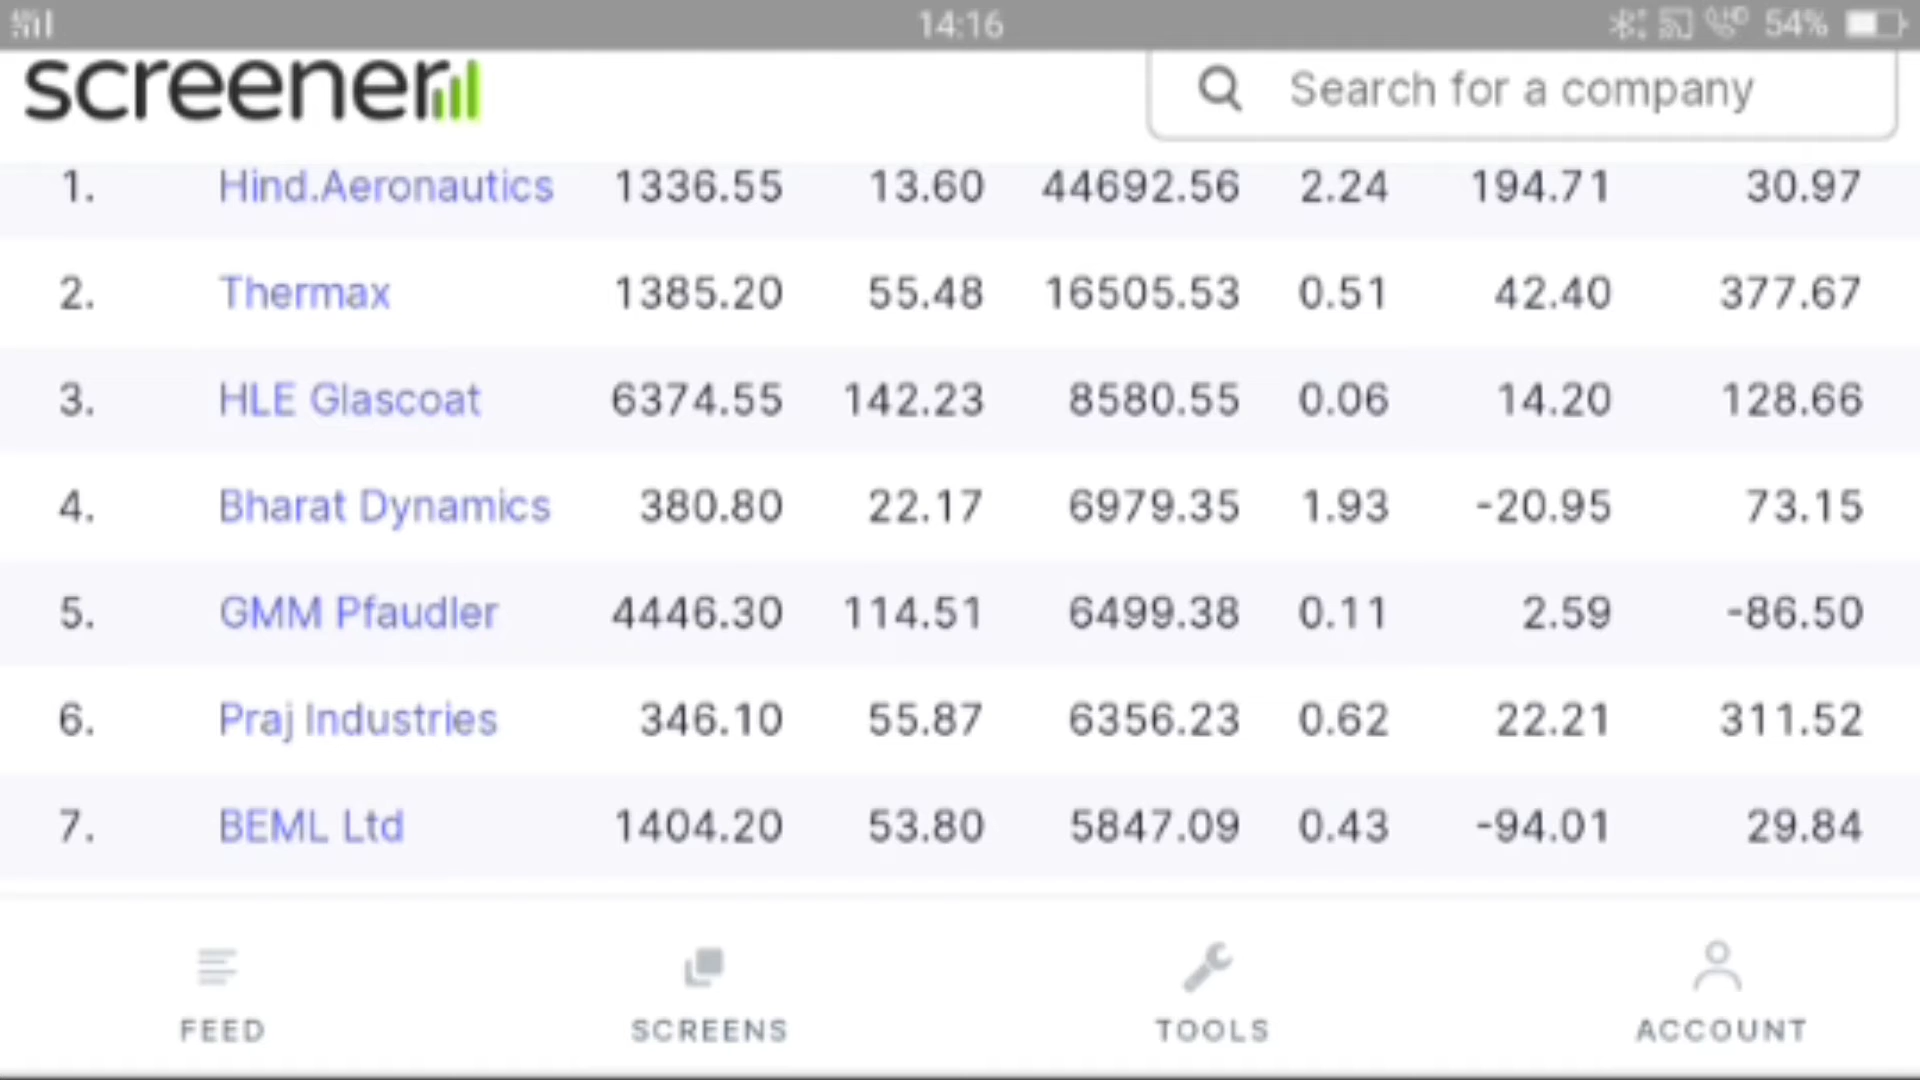 14:16 54%
screener Search for a company
1. Hind.Aeronautics 1336.55 13.60 44692.56 2.24 194.71 30.97
2. Thermax 1385.20 55.48 16505.53 0.51 42.40 377.67
3. HLE Glascoat 6374.55 142.23 8580.55 0.06 14.20 128.66
4. Bharat Dynamics 380.80 22.17 6979.35 1.93 -20.95 73.15
5. GMM Pfaudler 4446.30 114.51 6499.38 0.11 2.59 -86.50
6. Praj Industries 346.10 55.87 6356.23 0.62 22.21 311.52
7. BEML Ltd 1404.20 53.80 5847.09 0.43 -94.01 29.84
FEED SCREENS TOOLS ACCOUNT